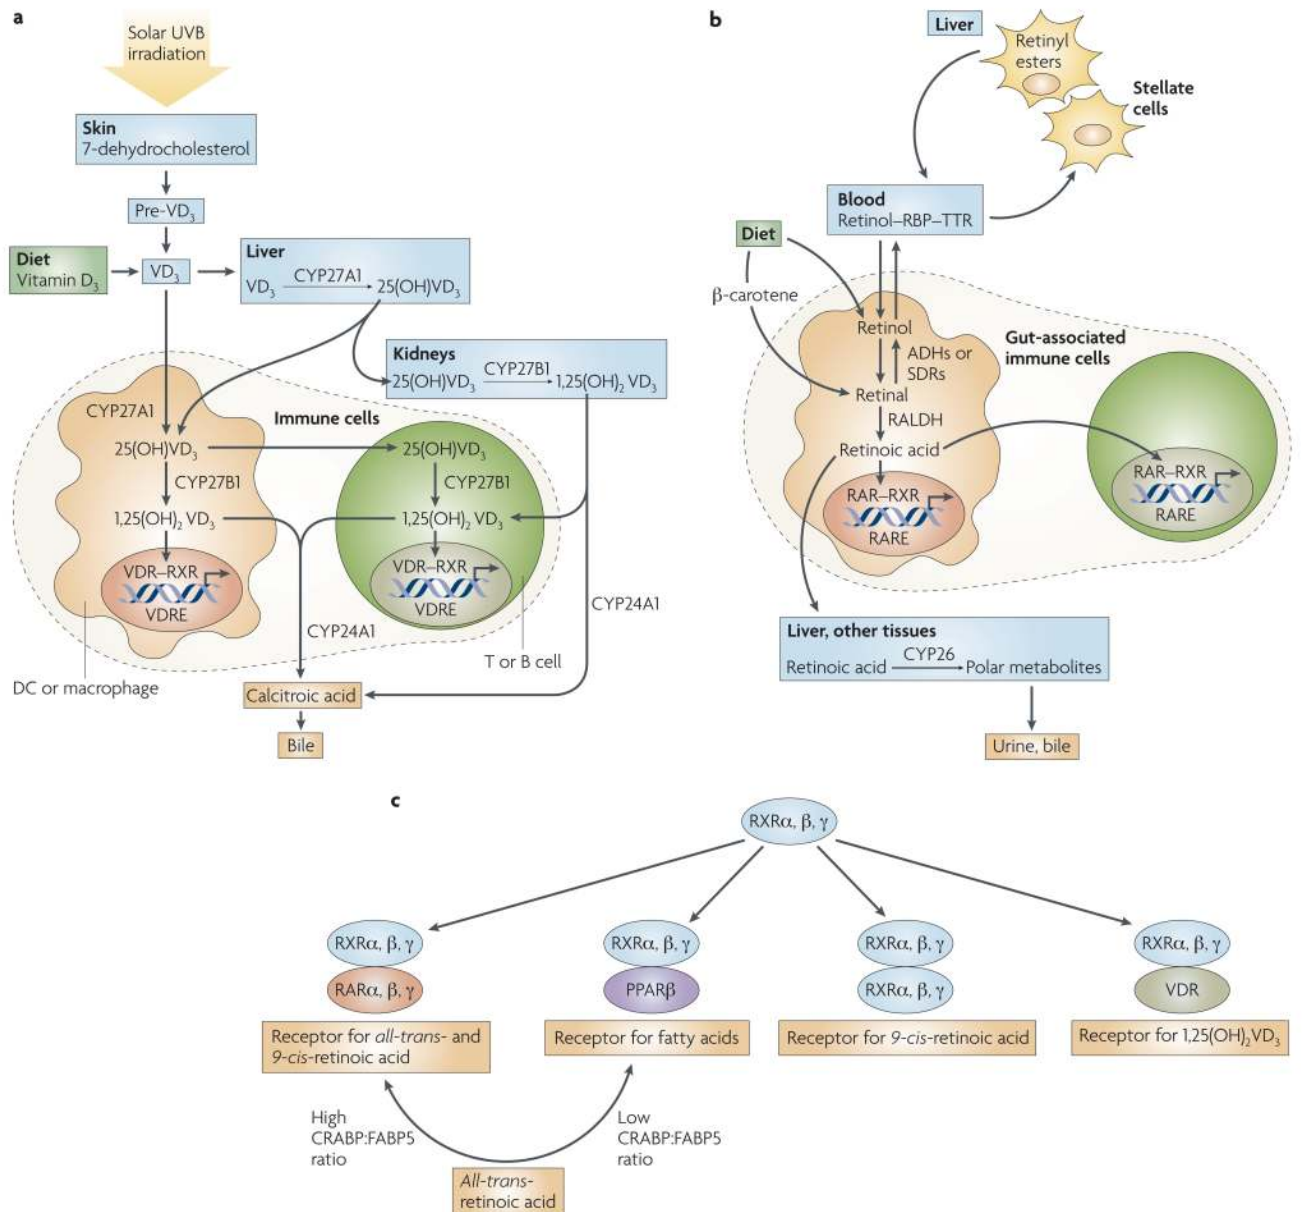 a
Solar UVB
irradiation
Skin
7-dehydrocholesterol
Pre-VD₃
Diet
Vitamin D₃
VD₃
Liver
VD₃ CYP27A1 25(OH)VD₃
Kidneys
25(OH)VD₃ CYP27B1 1,25(OH)₂ VD₃
CYP27A1
Immune cells
25(OH)VD₃
25(OH)VD₃
CYP27B1
CYP27B1
1,25(OH)₂ VD₃
1,25(OH)₂ VD₃
VDR–RXR
VDRE
VDR–RXR
VDRE
CYP24A1
CYP24A1
T or B cell
DC or macrophage
Calcitroic acid
Bile
b
Liver
Retinyl
esters
Stellate
cells
Blood
Retinol–RBP–TTR
Diet
β-carotene
Retinol
ADHs or
SDRs
Retinal
RALDH
Retinoic acid
Gut-associated
immune cells
RAR–RXR
RARE
RAR–RXR
RARE
Liver, other tissues
Retinoic acid CYP26 Polar metabolites
Urine, bile
c
RXRα, β, γ
RXRα, β, γ
RARα, β, γ
Receptor for all-trans- and
9-cis-retinoic acid
RXRα, β, γ
PPARβ
Receptor for fatty acids
RXRα, β, γ
RXRα, β, γ
Receptor for 9-cis-retinoic acid
RXRα, β, γ
VDR
Receptor for 1,25(OH)₂VD₃
High
CRABP:FABP5
ratio
Low
CRABP:FABP5
ratio
All-trans-
retinoic acid